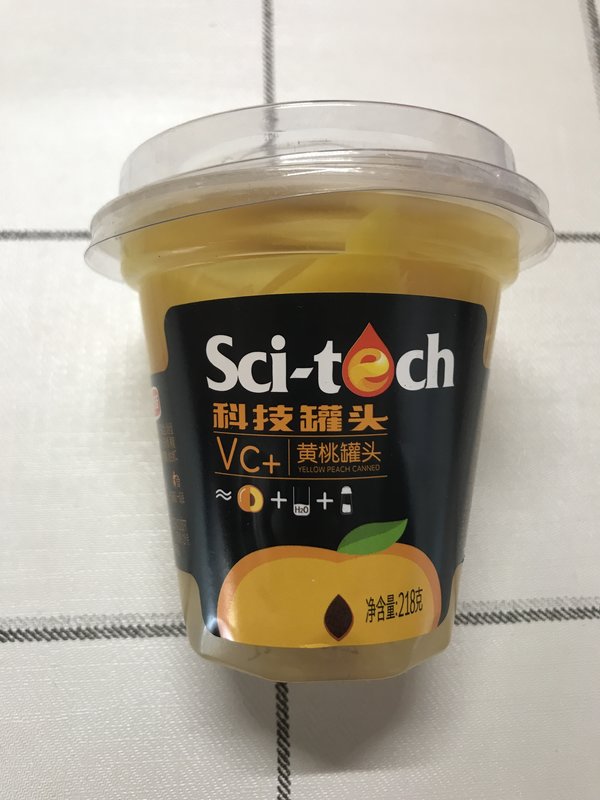 Sci-tech
科技罐头
Vc+
黄桃罐头
YELLOW PEACH CANNED
≈ + H₂O +
净含量:218克